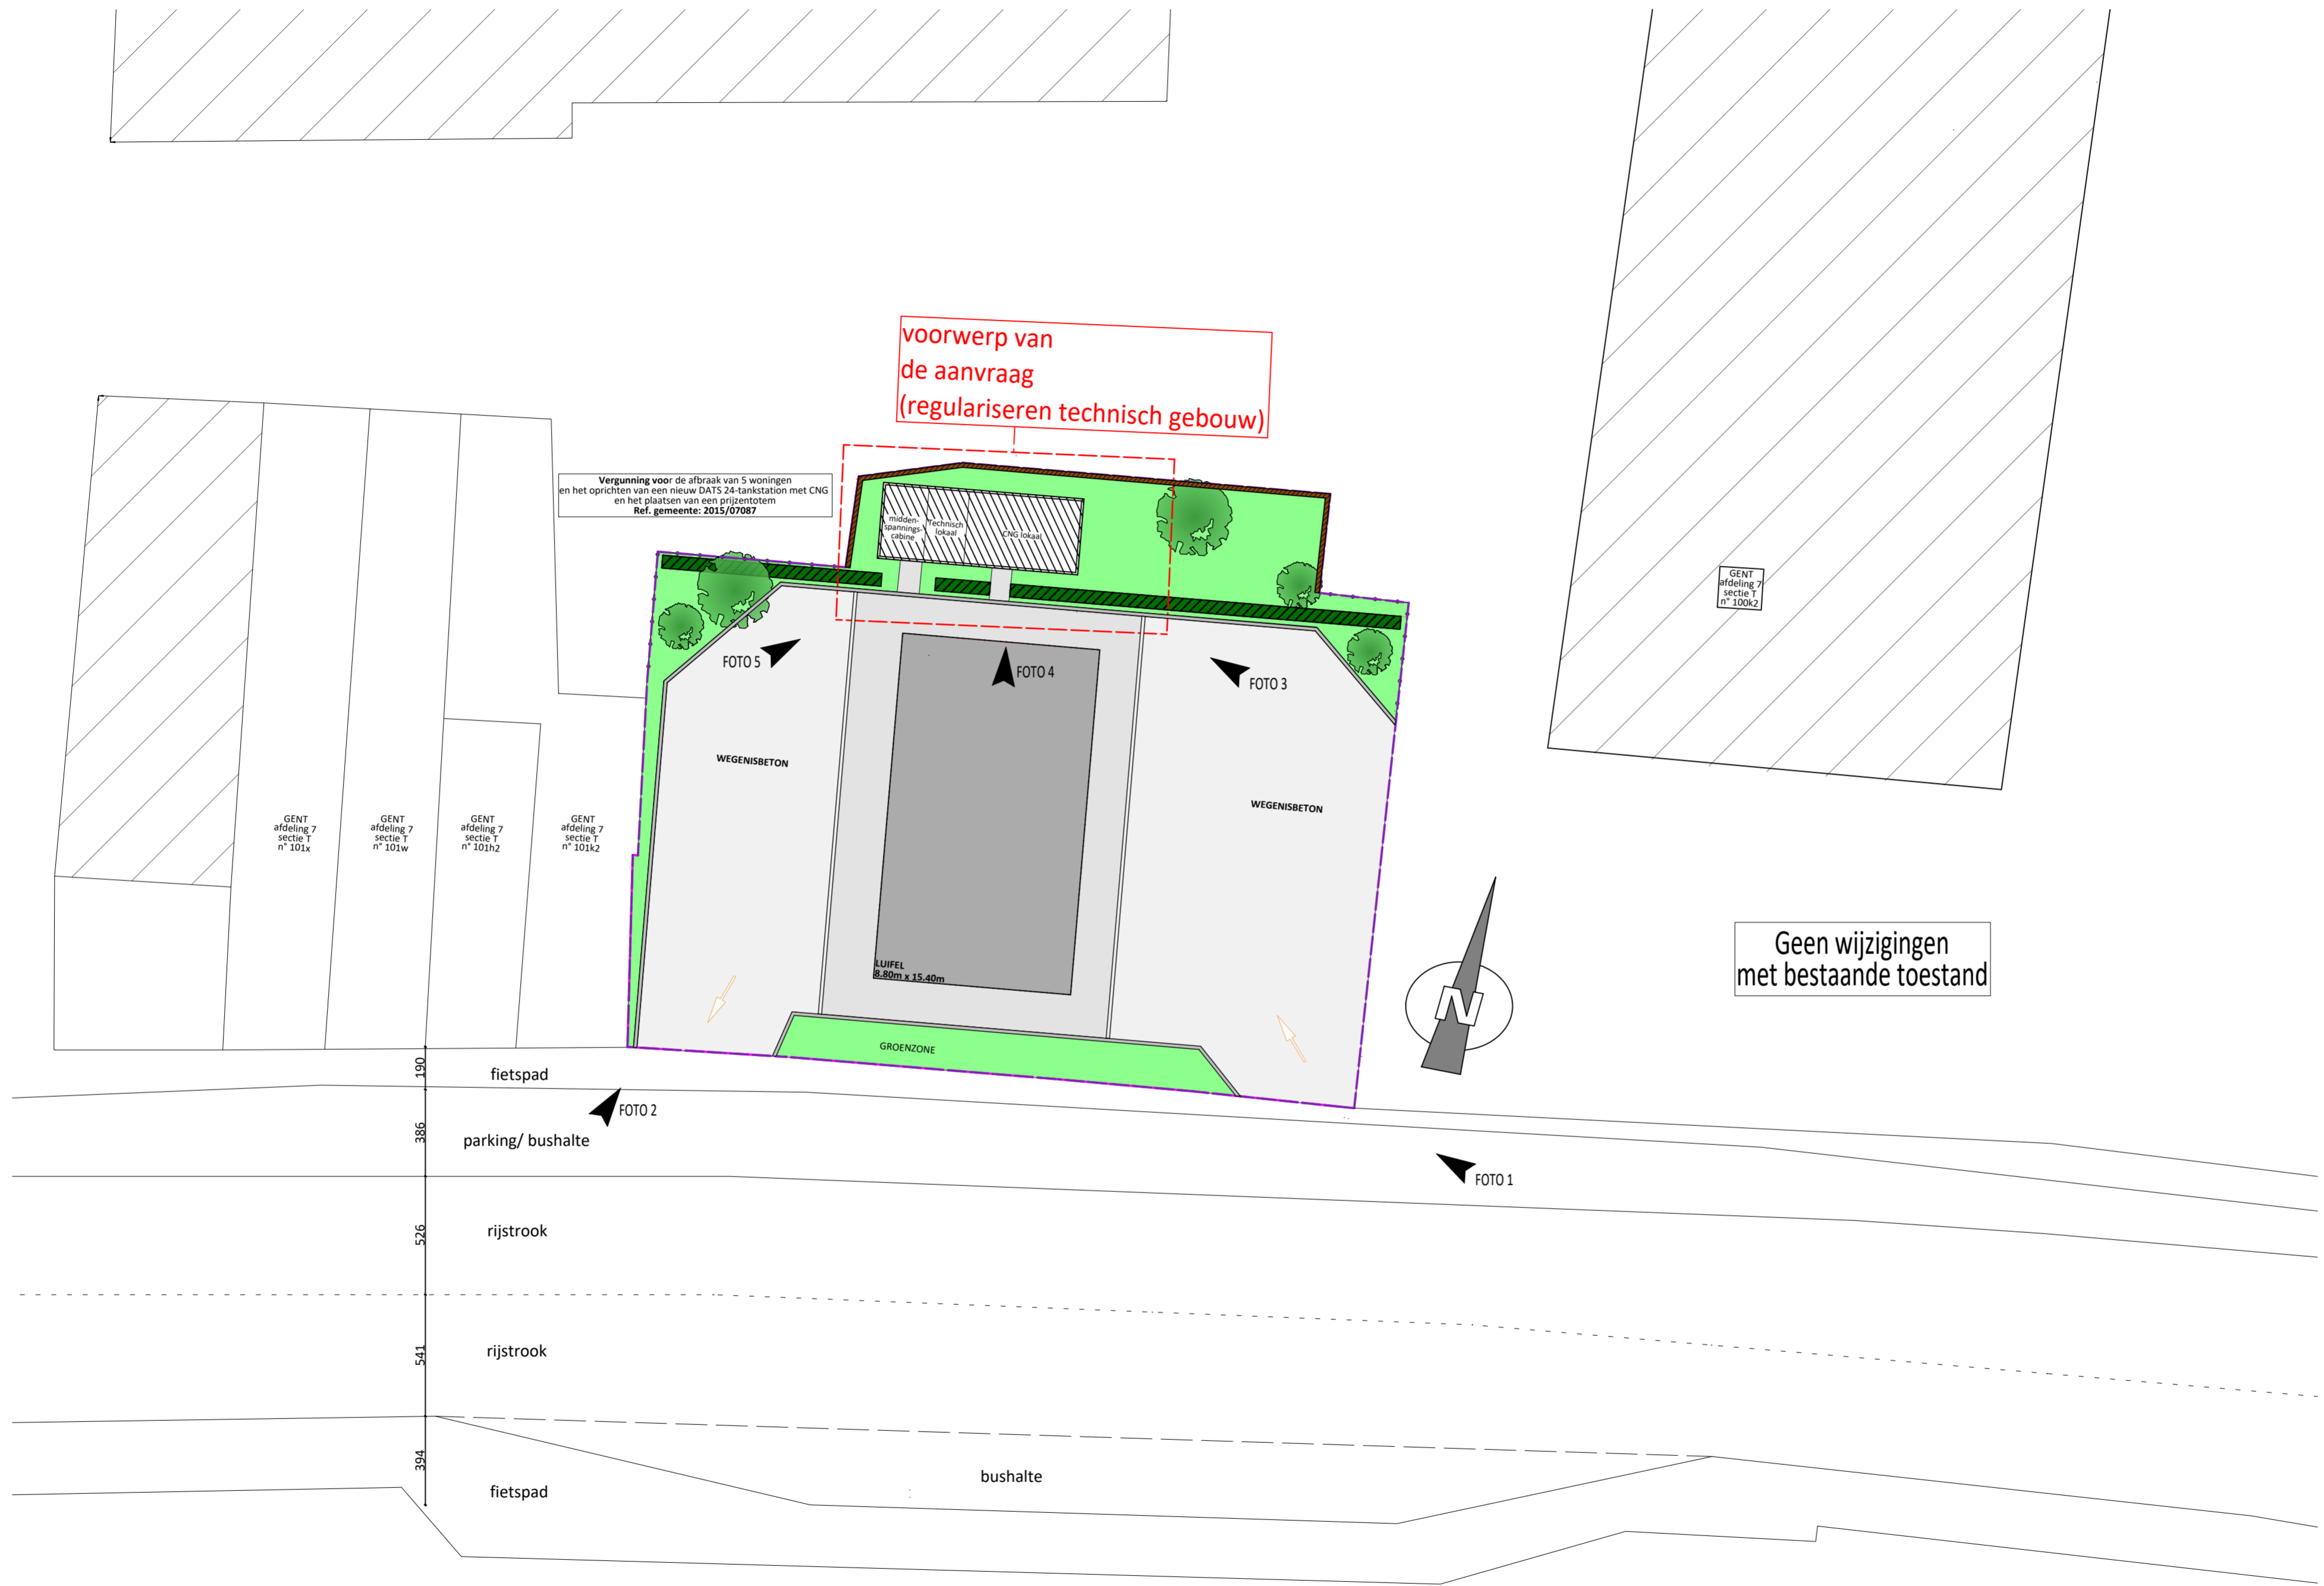 voorwerp van
de aanvraag
(regulariseren technisch gebouw)
Vergunning voor de afbraak van 5 woningen
en het oprichten van een nieuw DATS 24-tankstation met CNG
en het plaatsen van een prijzentotem
Ref. gemeente: 2015/07087
midden-
spannings-
cabine
Technisch
lokaal
CNG lokaal
GENT
afdeling 7
sectie T
n° 100k2
FOTO 5
FOTO 4
FOTO 3
WEGENISBETON
WEGENISBETON
GENT
afdeling 7
sectie T
n° 101x
GENT
afdeling 7
sectie T
n° 101w
GENT
afdeling 7
sectie T
n° 101h2
GENT
afdeling 7
sectie T
n° 101k2
LUIFEL
8.80m x 15.40m
Geen wijzigingen
met bestaande toestand
N
GROENZONE
190
fietspad
FOTO 2
386
parking/ bushalte
FOTO 1
526
rijstrook
541
rijstrook
394
bushalte
fietspad